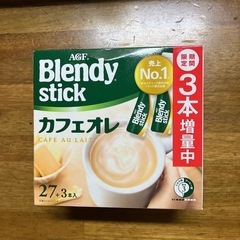 AGF
Blendy
stick
カフェオレ
CAFE AU LAIT
27+3本入
売上
No.1
期間
限定
3本増量中